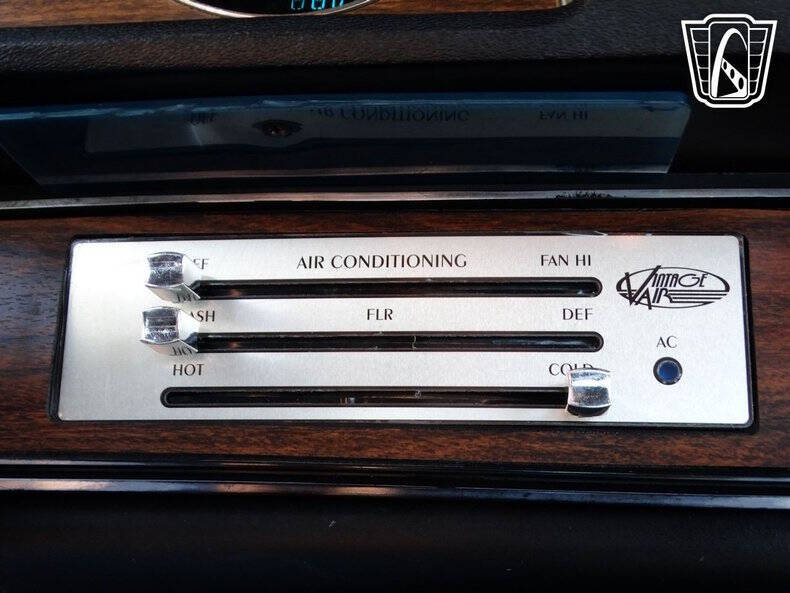 AIR CONDITIONING FAN HI
VINTAGE
AIR
FLR DEF
AC
HOT